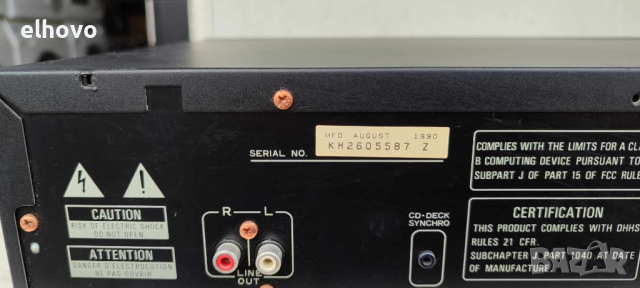 elhovo
MFD AUGUST 1990
SERIAL NO. KH2605587 Z
COMPLIES WITH THE LIMITS FOR A CLA
B COMPUTING DEVICE PURSUANT TO
SUBPART J OF PART 15 OF FCC RULE
CAUTION
RISK OF ELECTRIC SHOCK
DO NOT OPEN
ATTENTION
DANGER D'ELECTROCUTION
NE PAS OUVRIR
R L
LINE
OUT
CD-DECK
SYNCHRO
CERTIFICATION
THIS PRODUCT COMPLIES WITH DHHS
RULES 21 CFR.
SUBCHAPTER J, PART 1040 AT DATE
OF MANUFACTURE.
bazar